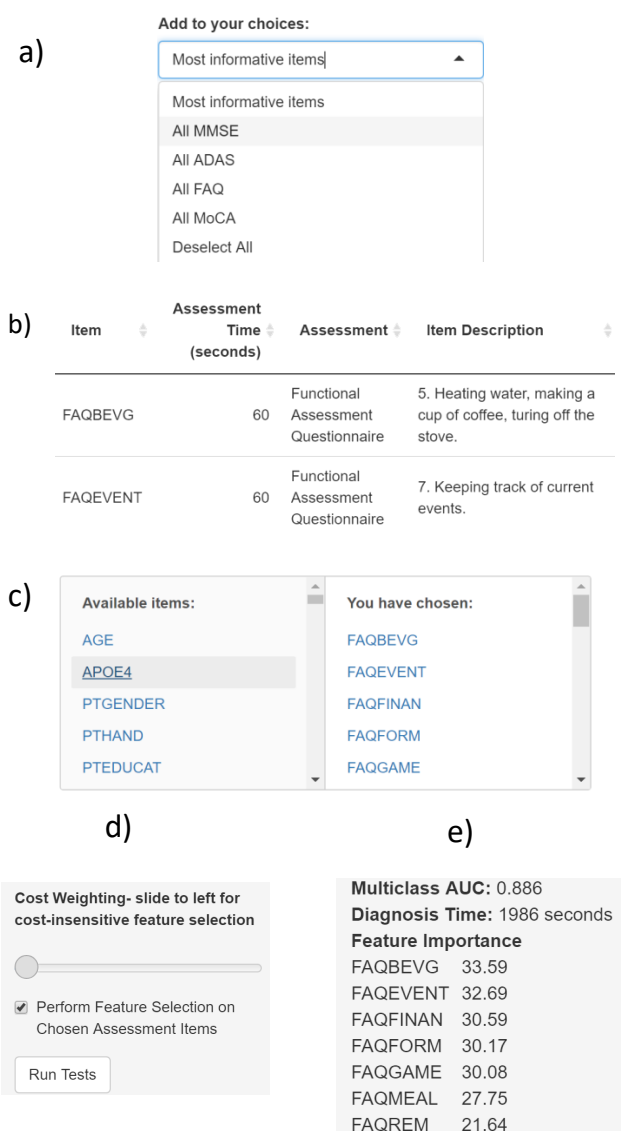 Add to your choices:
a)
Most informative items
Most informative items
All MMSE
All ADAS
All FAQ
All MoCA
Deselect All
b)
Item
Assessment
Time
(seconds)
Assessment
Item Description
FAQBEVG
60
Functional
Assessment
Questionnaire
5. Heating water, making a
cup of coffee, turing off the
stove.
FAQEVENT
60
Functional
Assessment
Questionnaire
7. Keeping track of current
events.
c)
Available items:
AGE
APOE4
PTGENDER
PTHAND
PTEDUCAT
You have chosen:
FAQBEVG
FAQEVENT
FAQFINAN
FAQFORM
FAQGAME
d)
Cost Weighting- slide to left for
cost-insensitive feature selection
Perform Feature Selection on
Chosen Assessment Items
Run Tests
e)
Multiclass AUC: 0.886
Diagnosis Time: 1986 seconds
Feature Importance
FAQBEVG 33.59
FAQEVENT 32.69
FAQFINAN 30.59
FAQFORM 30.17
FAQGAME 30.08
FAQMEAL 27.75
FAQREM 21.64